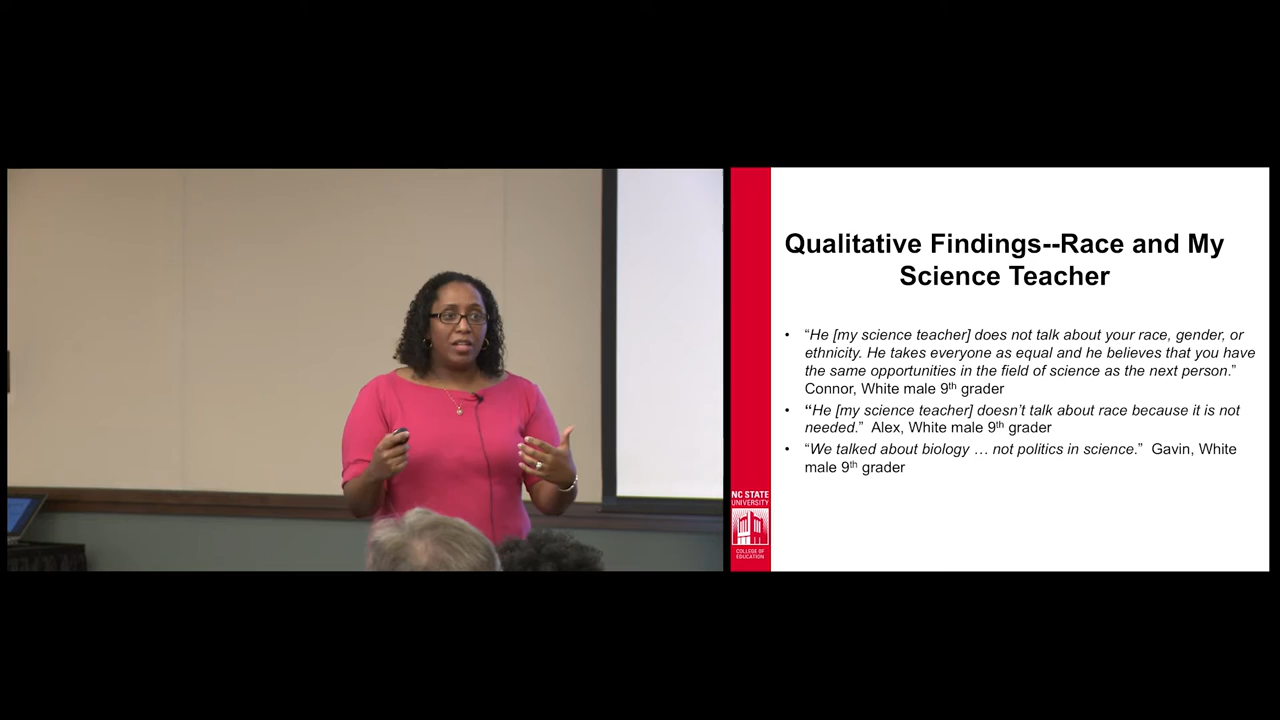 Qualitative Findings--Race and My
Science Teacher
• “He [my science teacher] does not talk about your race, gender, or
ethnicity. He takes everyone as equal and he believes that you have
the same opportunities in the field of science as the next person.”
Connor, White male 9th grader
• “He [my science teacher] doesn’t talk about race because it is not
needed.” Alex, White male 9th grader
• “We talked about biology … not politics in science.” Gavin, White
male 9th grader
NC STATE
UNIVERSITY
COLLEGE OF
EDUCATION